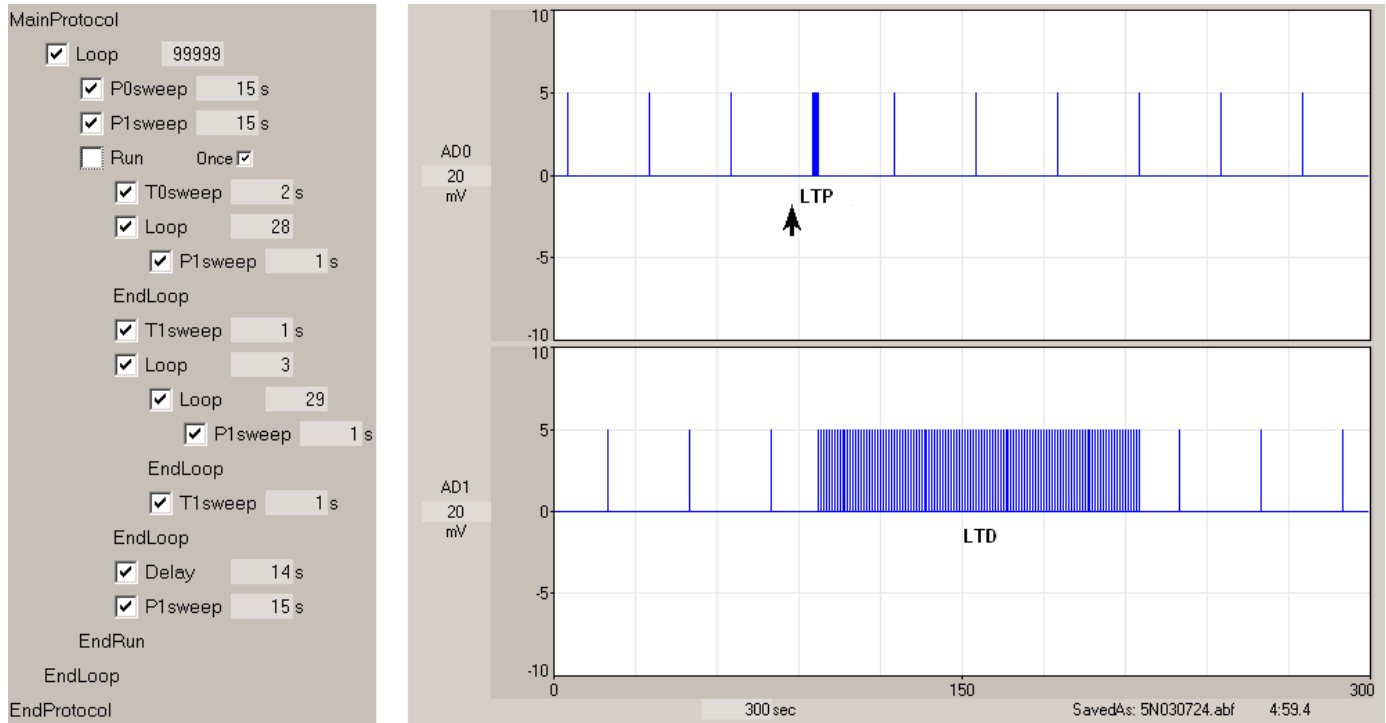 MainProtocol
Loop 99999
P0sweep 15 s
P1sweep 15 s
Run Once
T0sweep 2 s
Loop 28
P1sweep 1 s
EndLoop
T1sweep 1 s
Loop 3
Loop 29
P1sweep 1 s
EndLoop
T1sweep 1 s
EndLoop
Delay 14 s
P1sweep 15 s
EndRun
EndLoop
EndProtocol
10
5
AD0
20
mV
0
LTP
-5
-10
10
5
AD1
20
mV
0
LTD
-5
-10
0 150 300
300 sec SavedAs: 5N030724.abf 4:59.4